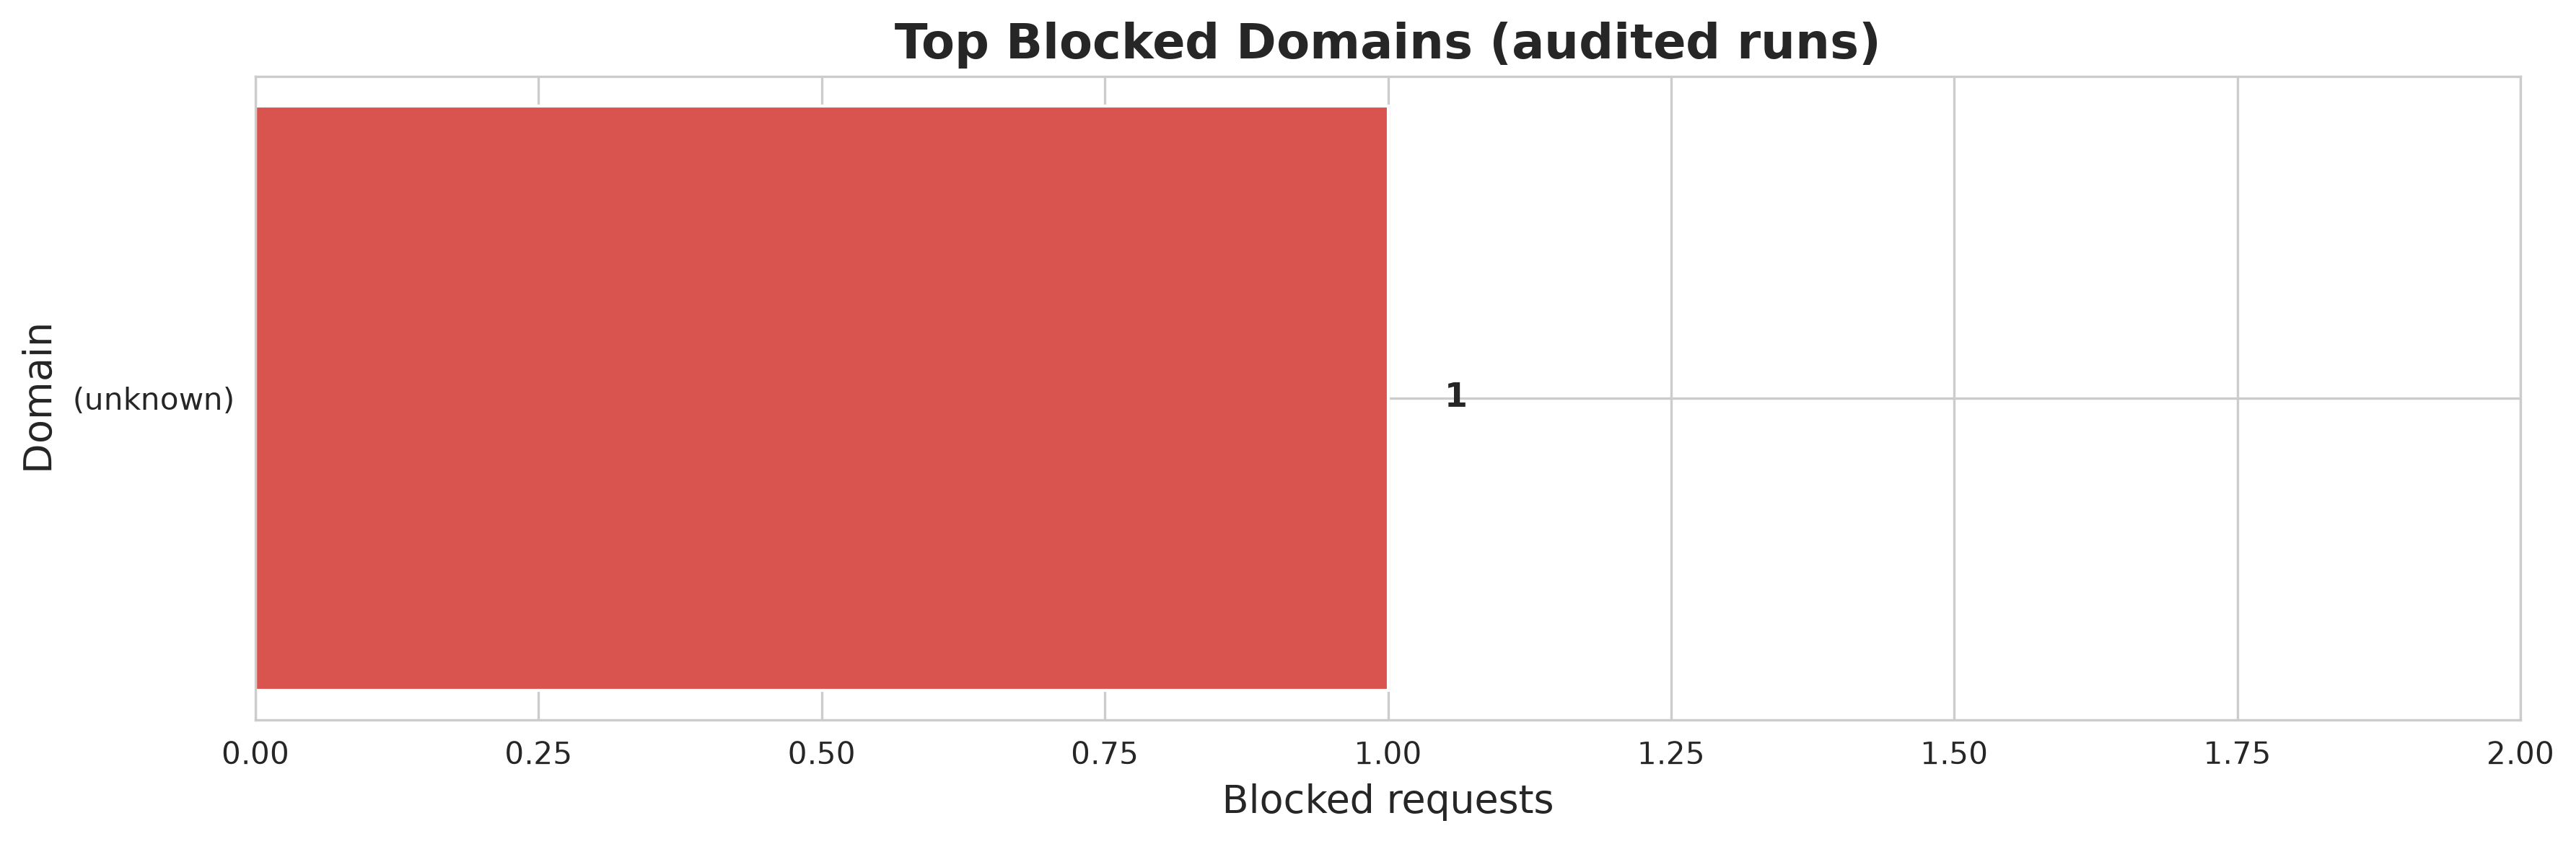 Top Blocked Domains (audited runs)
Domain
(unknown)
1
0.00 0.25 0.50 0.75 1.00 1.25 1.50 1.75 2.00
Blocked requests